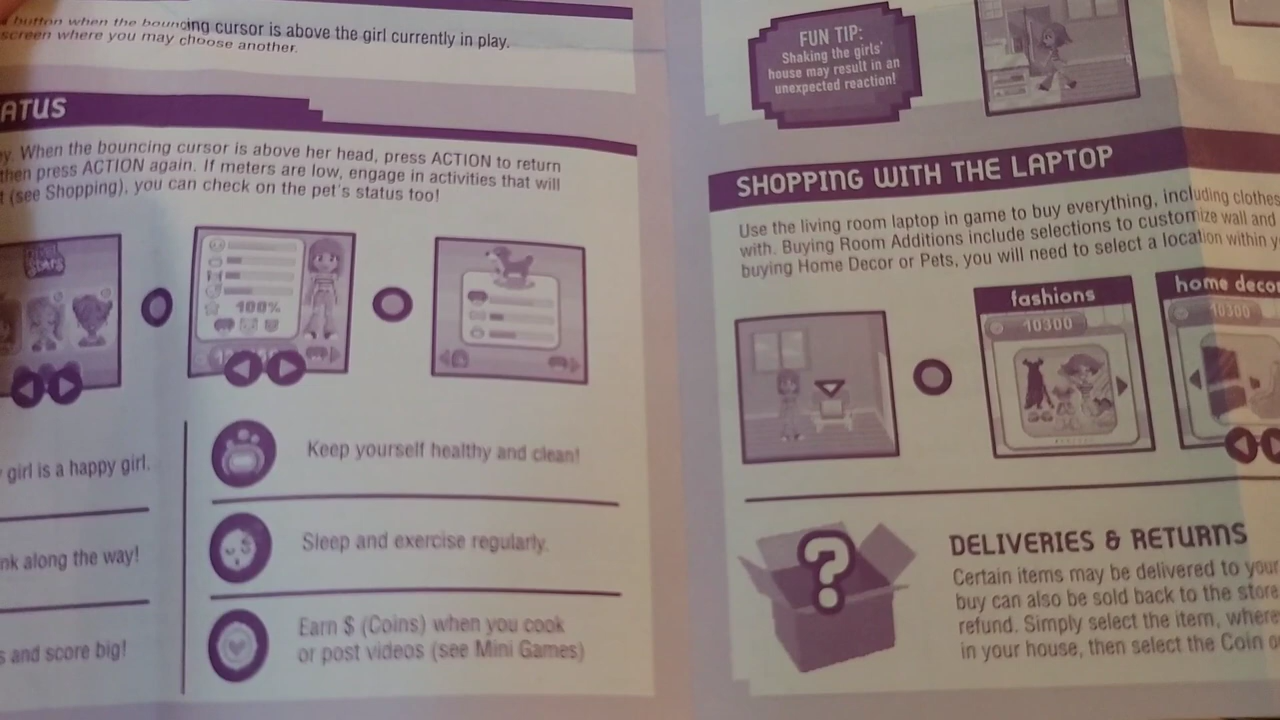 button when the bouncing cursor is above the girl currently in play.
screen where you may choose another.
ATUS
y. When the bouncing cursor is above her head, press ACTION to return
then press ACTION again. If meters are low, engage in activities that will
t (see Shopping), you can check on the pet's status too!
100%
girl is a happy girl.
Keep yourself healthy and clean!
nk along the way!
Sleep and exercise regularly.
s and score big!
Earn $ (Coins) when you cook
or post videos (see Mini Games)
FUN TIP:
Shaking the girls'
house may result in an
unexpected reaction!
SHOPPING WITH THE LAPTOP
Use the living room laptop in game to buy everything, including clothes
with. Buying Room Additions include selections to customize wall and
buying Home Decor or Pets, you will need to select a location within y
fashions
10300
home decor
10300
?
DELIVERIES & RETURNS
Certain items may be delivered to your
buy can also be sold back to the store
refund. Simply select the item, where
in your house, then select the Coin o